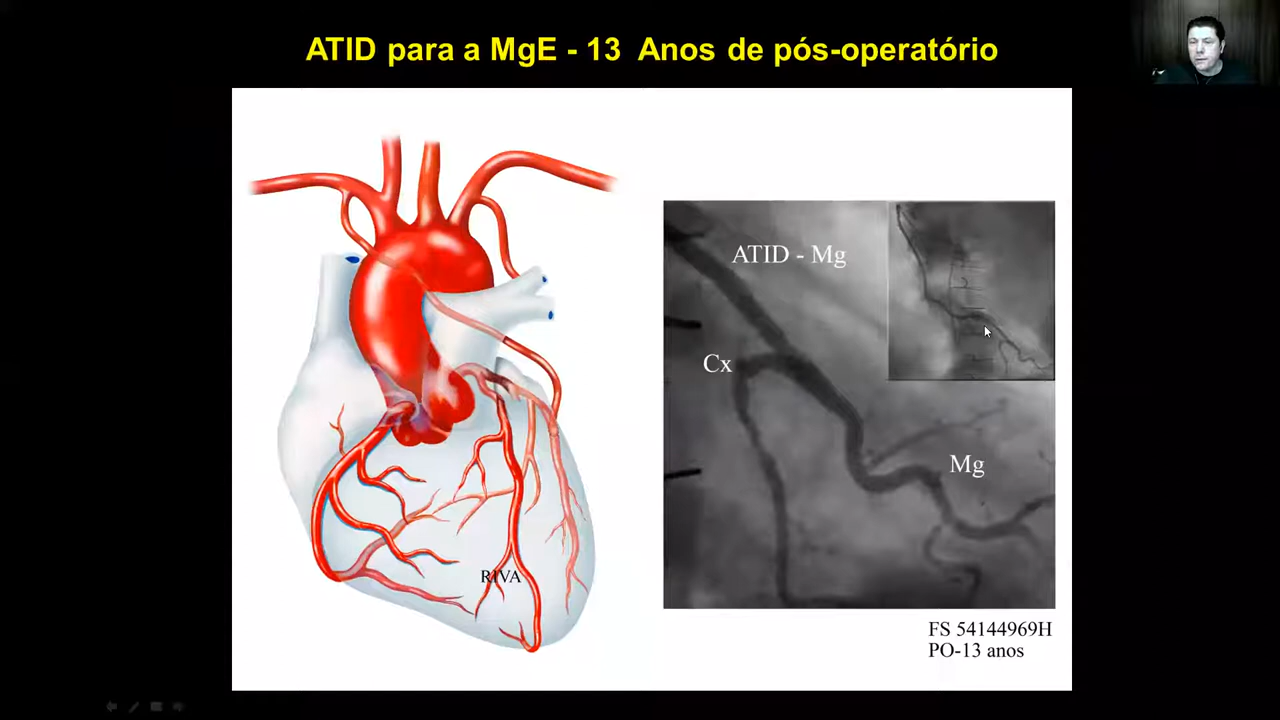 ATID para a MgE - 13 Anos de pós-operatório
ATID - Mg
Cx
Mg
RIVA
FS 54144969H
PO-13 anos